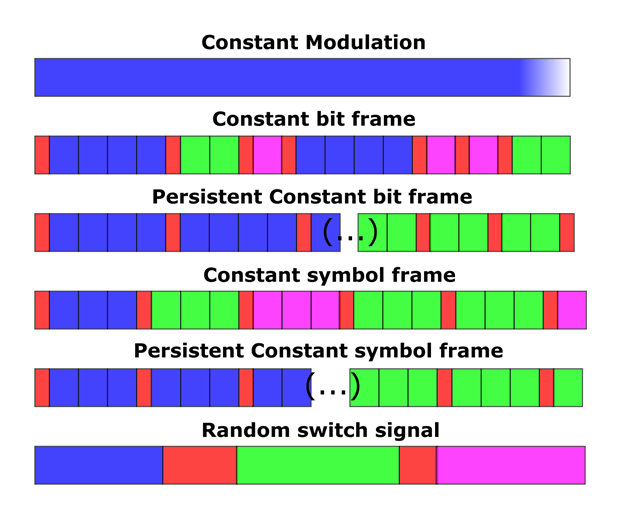 Constant Modulation
Constant bit frame
Persistent Constant bit frame
(...)
Constant symbol frame
Persistent Constant symbol frame
(...)
Random switch signal